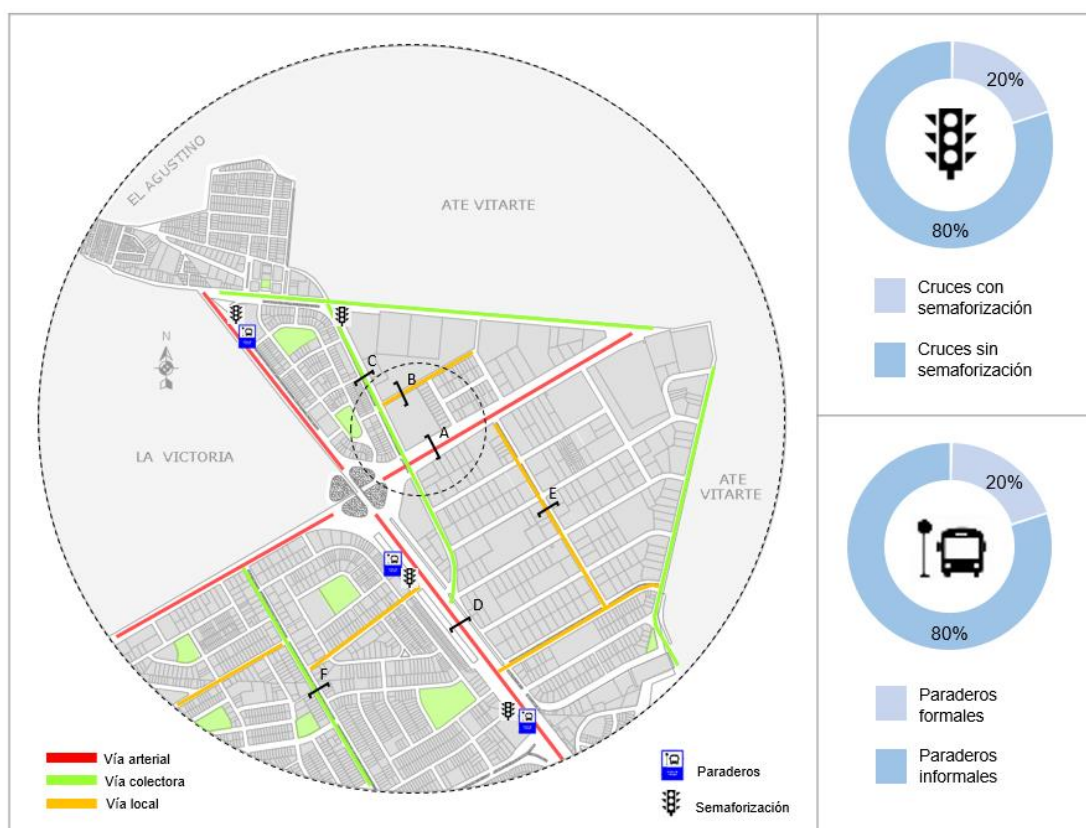 EL AGUSTINO
ATE VITARTE
N
C
B
A
LA VICTORIA
E
ATE
VITARTE
D
F
Vía arterial
Vía colectora
Vía local
Paraderos
Semaforización
20%
80%
Cruces con
semaforización
Cruces sin
semaforización
20%
80%
Paraderos
formales
Paraderos
informales